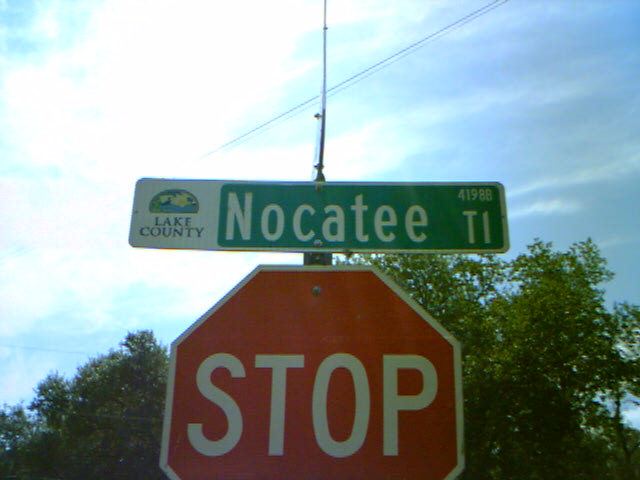 LAKE
COUNTY
Nocatee Tl
4198B
STOP